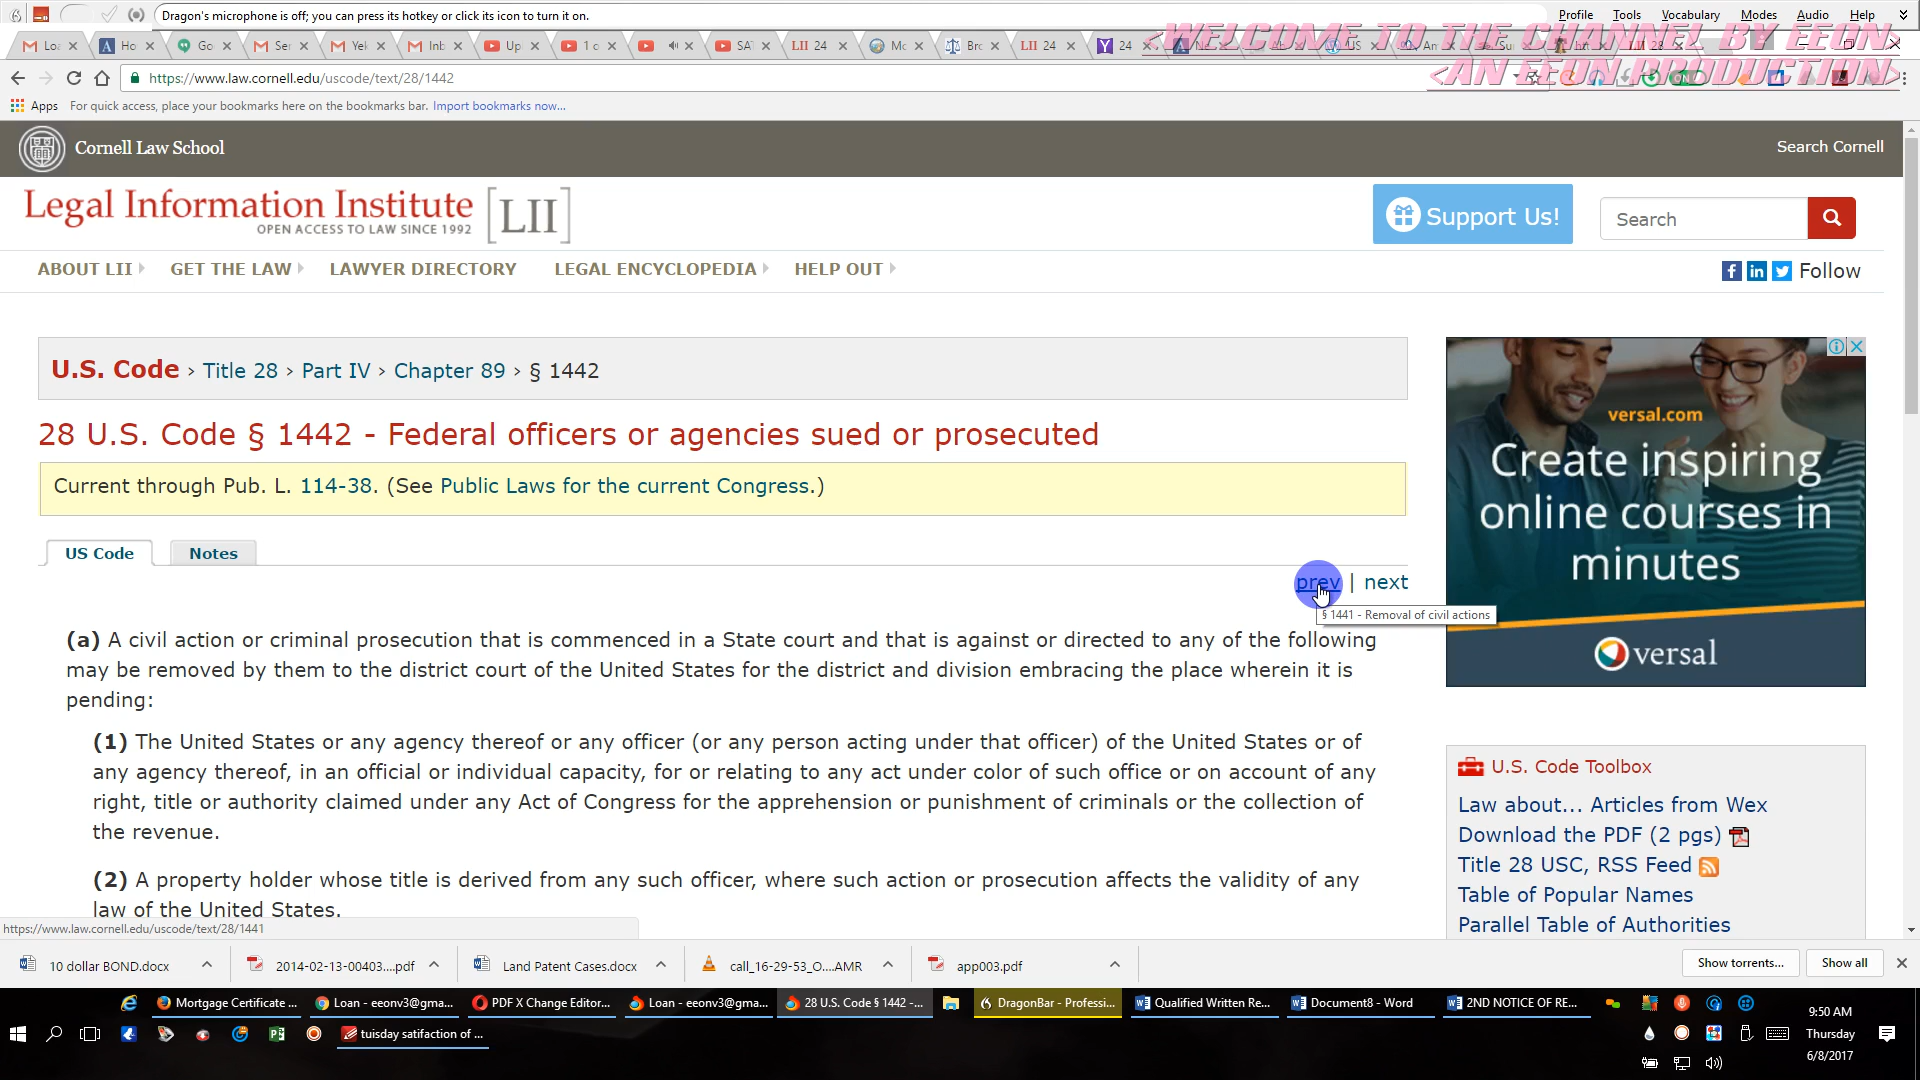 Dragon's microphone is off; you can press its hotkey or click its icon to turn it on.
Profile Tools Vocabulary Modes Audio Help
<WELCOME TO THE CHANNEL BY EEON>
<AN EEON PRODUCTION>
Loa Ho Go Ser Yel Inb Up 1 c SA LII 24 Mc Brc LII 24 24
https://www.law.cornell.edu/uscode/text/28/1442
Apps For quick access, place your bookmarks here on the bookmarks bar. Import bookmarks now...
Cornell Law School
Search Cornell
Legal Information Institute [LII]
OPEN ACCESS TO LAW SINCE 1992
Support Us!
Search
ABOUT LII GET THE LAW LAWYER DIRECTORY LEGAL ENCYCLOPEDIA HELP OUT
Follow
U.S. Code › Title 28 › Part IV › Chapter 89 › § 1442
28 U.S. Code § 1442 - Federal officers or agencies sued or prosecuted
Current through Pub. L. 114-38. (See Public Laws for the current Congress.)
US Code Notes
prev | next
§ 1441 - Removal of civil actions
(a) A civil action or criminal prosecution that is commenced in a State court and that is against or directed to any of the following
may be removed by them to the district court of the United States for the district and division embracing the place wherein it is
pending:
(1) The United States or any agency thereof or any officer (or any person acting under that officer) of the United States or of
any agency thereof, in an official or individual capacity, for or relating to any act under color of such office or on account of any
right, title or authority claimed under any Act of Congress for the apprehension or punishment of criminals or the collection of
the revenue.
(2) A property holder whose title is derived from any such officer, where such action or prosecution affects the validity of any
law of the United States.
https://www.law.cornell.edu/uscode/text/28/1441
versal.com
Create inspiring
online courses in
minutes
versal
U.S. Code Toolbox
Law about... Articles from Wex
Download the PDF (2 pgs)
Title 28 USC, RSS Feed
Table of Popular Names
Parallel Table of Authorities
10 dollar BOND.docx
2014-02-13-00403....pdf
Land Patent Cases.docx
call_16-29-53_O....AMR
app003.pdf
Show torrents...
Show all
Mortgage Certificate ...
Loan - eeonv3@gma...
PDF X Change Editor...
Loan - eeonv3@gma...
28 U.S. Code § 1442 -...
DragonBar - Professi...
Qualified Written Re...
Document8 - Word
2ND NOTICE OF RE...
tuisday satifaction of ...
9:50 AM
Thursday
6/8/2017